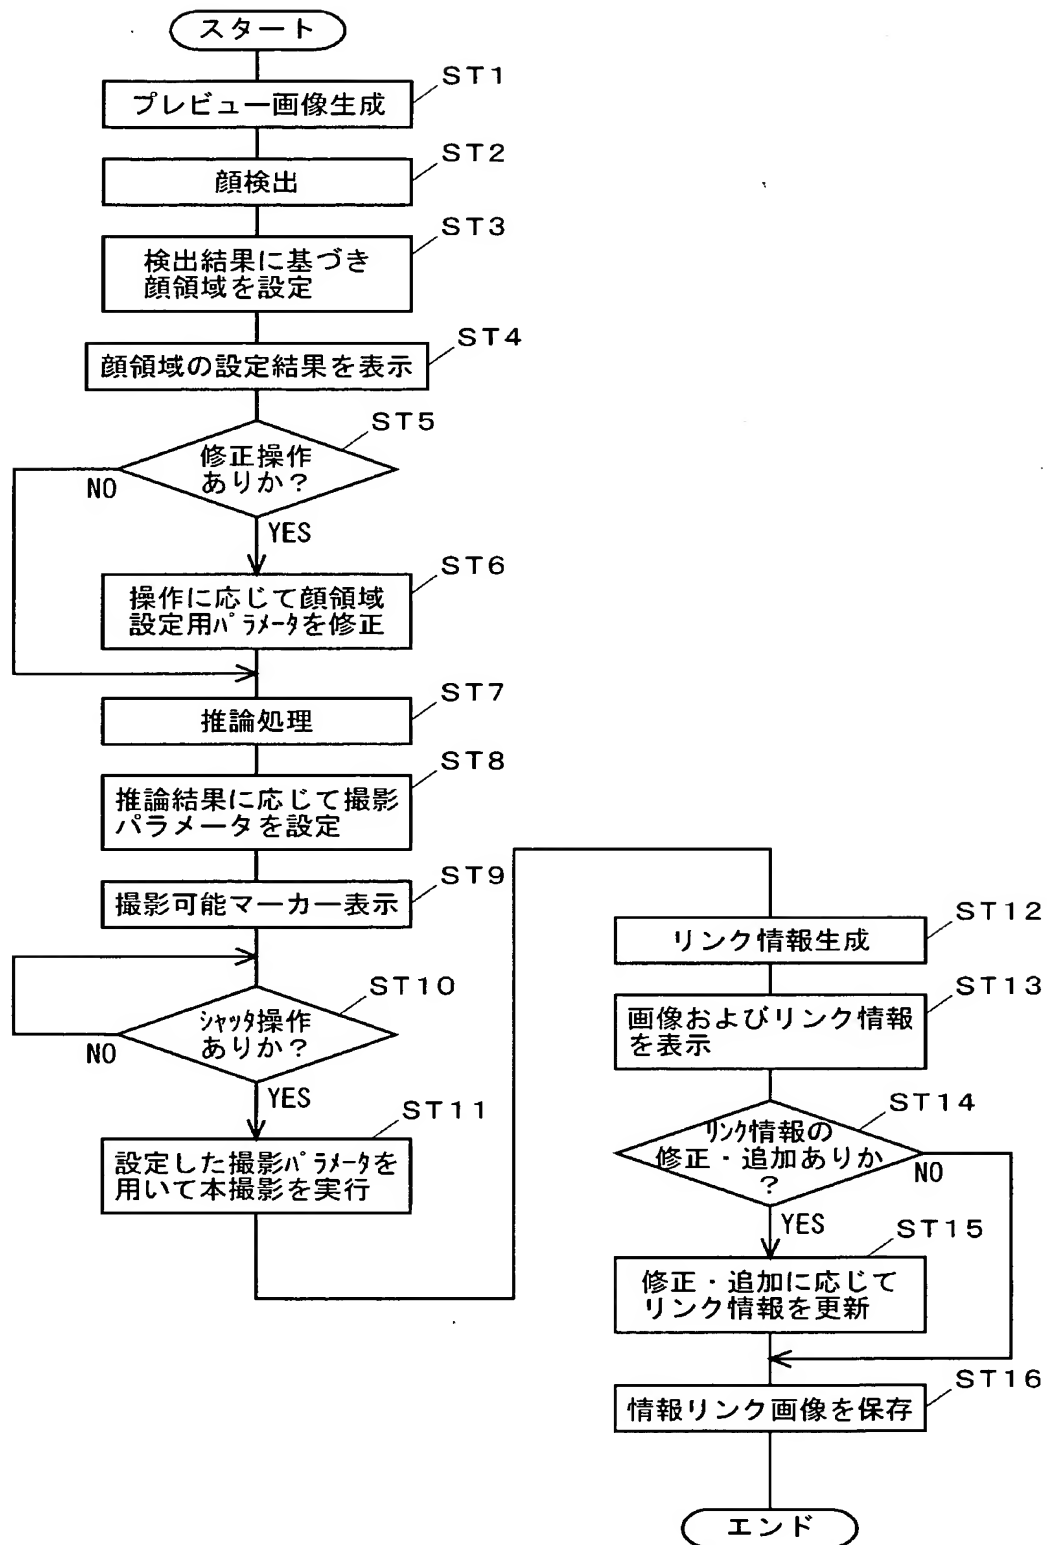 スタート
ST1
プレビュー画像生成
ST2
顔検出
ST3
検出結果に基づき
顔領域を設定
ST4
顔領域の設定結果を表示
ST5
修正操作
ありか?
NO
YES
ST6
操作に応じて顔領域
設定用ﾊﾟﾗﾒｰﾀを修正
ST7
推論処理
ST8
推論結果に応じて撮影
パラメータを設定
ST9
撮影可能マーカー表示
ST10
ｼｬｯﾀ操作
ありか?
NO
YES
ST11
設定した撮影ﾊﾟﾗﾒｰﾀを
用いて本撮影を実行
ST12
リンク情報生成
ST13
画像およびリンク情報
を表示
ST14
ﾘﾝｸ情報の
修正・追加ありか
?
NO
YES
ST15
修正・追加に応じて
リンク情報を更新
ST16
情報リンク画像を保存
エンド